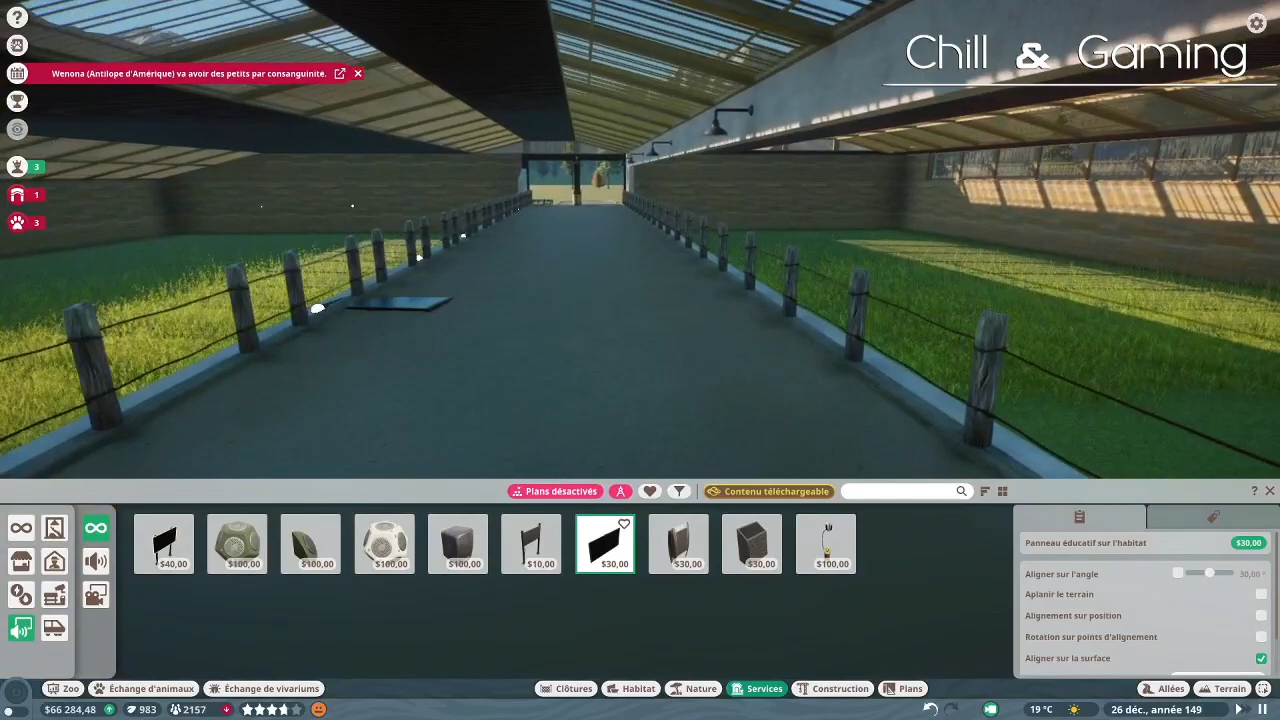 Chill & Gaming
Wenona (Antilope d'Amérique) va avoir des petits par consanguinité.
3
1
3
Plans désactivés
Contenu téléchargeable
$40,00
$100,00
$100,00
$100,00
$100,00
$10,00
$30,00
$30,00
$30,00
$100,00
Panneau éducatif sur l'habitat
$30,00
Aligner sur l'angle
30,00°
Aplanir le terrain
Alignement sur position
Rotation sur points d'alignement
Aligner sur la surface
Zoo
Échange d'animaux
Échange de vivariums
Clôtures
Habitat
Nature
Services
Construction
Plans
Allées
Terrain
$66 284,48
983
2157
19 °C
26 déc., année 149